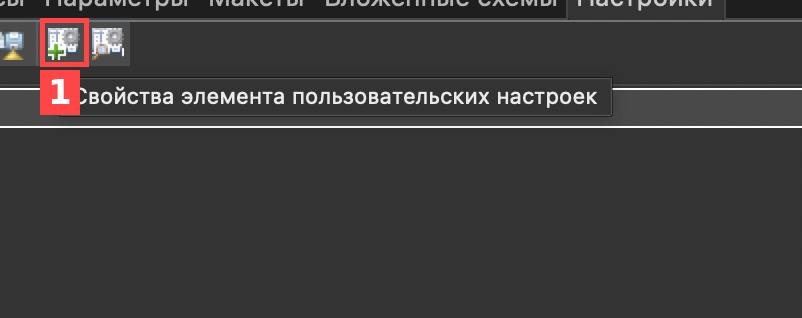 Параметры Макеты Вложенные схемы Настройки
1 Свойства элемента пользовательских настроек